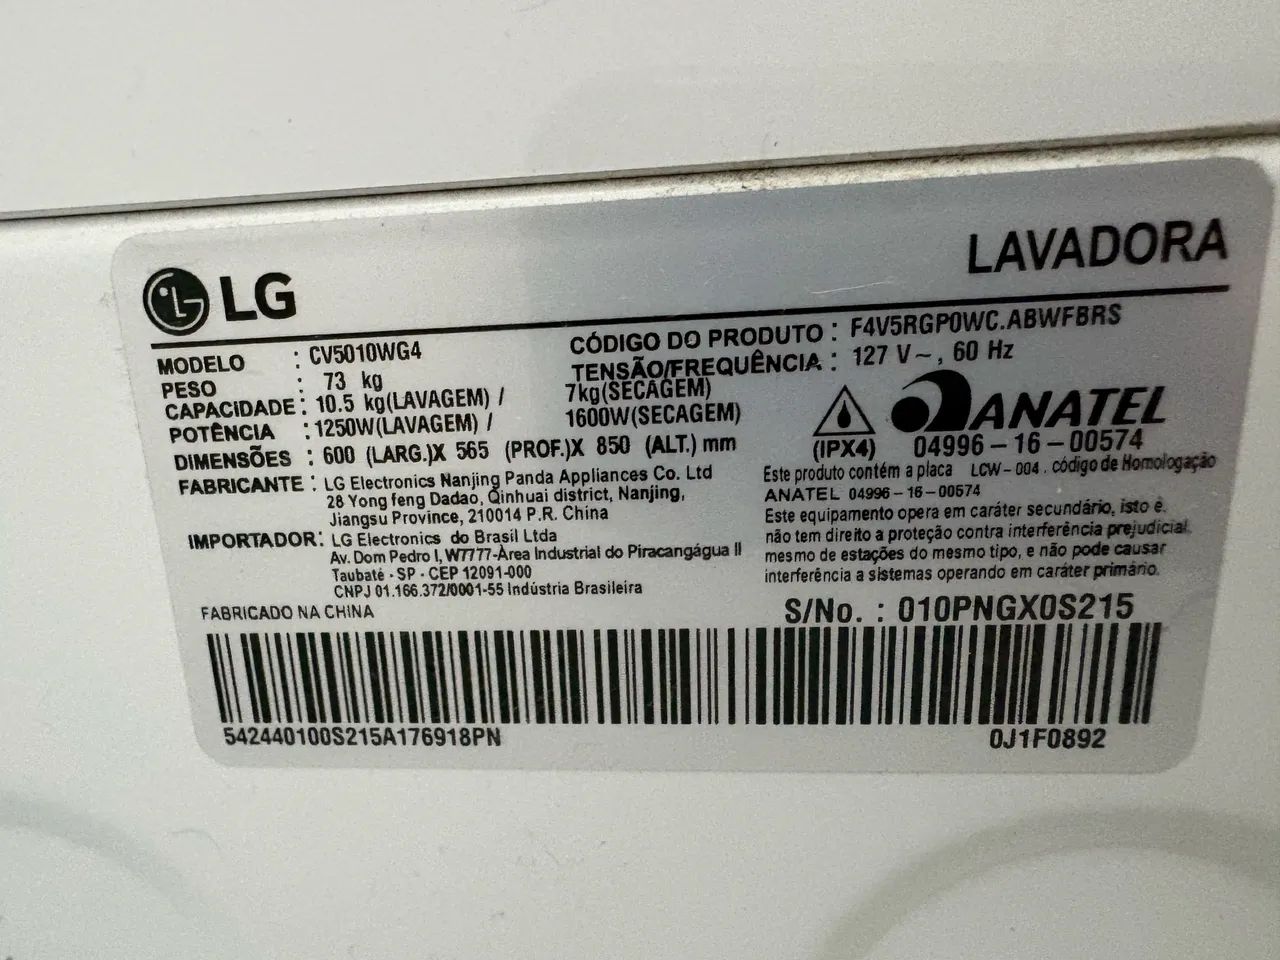 LG
LAVADORA
MODELO : CV5010WG4
CÓDIGO DO PRODUTO : F4V5RGP0WC.ABWFBRS
PESO : 73 kg
TENSÃO/FREQUÊNCIA : 127 V~, 60 Hz
CAPACIDADE : 10.5 kg(LAVAGEM) / 7kg(SECAGEM)
POTÊNCIA : 1250W(LAVAGEM) / 1600W(SECAGEM)
DIMENSÕES : 600 (LARG.)X 565 (PROF.)X 850 (ALT.) mm
FABRICANTE : LG Electronics Nanjing Panda Appliances Co. Ltd
28 Yong feng Dadao, Qinhuai district, Nanjing,
Jiangsu Province, 210014 P.R. China
IMPORTADOR: LG Electronics do Brasil Ltda
Av. Dom Pedro I, W7777-Área Industrial do Piracangágua II
Taubaté - SP - CEP 12091-000
CNPJ 01.166.372/0001-55 Indústria Brasileira
FABRICADO NA CHINA
(IPX4)
ANATEL
04996-16-00574
Este produto contém a placa LCW-004. código de Homologação
ANATEL 04996-16-00574
Este equipamento opera em caráter secundário, isto é.
não tem direito a proteção contra interferência prejudicial.
mesmo de estações do mesmo tipo, e não pode causar
interferência a sistemas operando em caráter primário.
S/No. : 010PNGX0S215
542440100S215A176918PN
0J1F0892